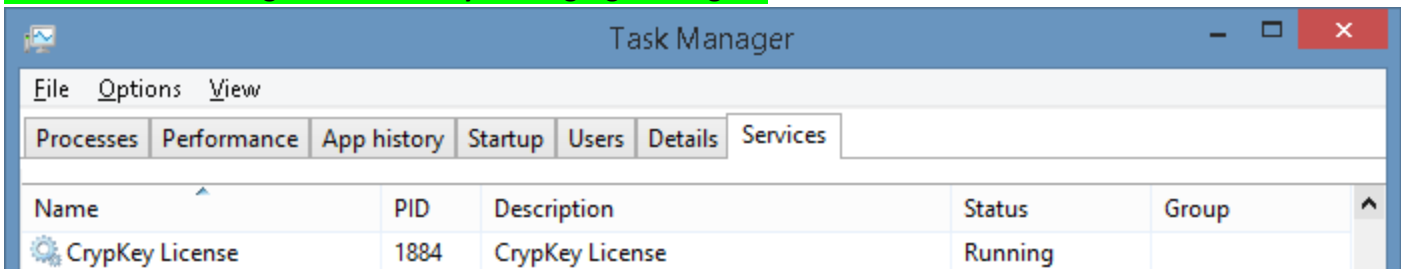 Task Manager
File Options View
Processes Performance App history Startup Users Details Services
Name PID Description Status Group
CrypKey License 1884 CrypKey License Running